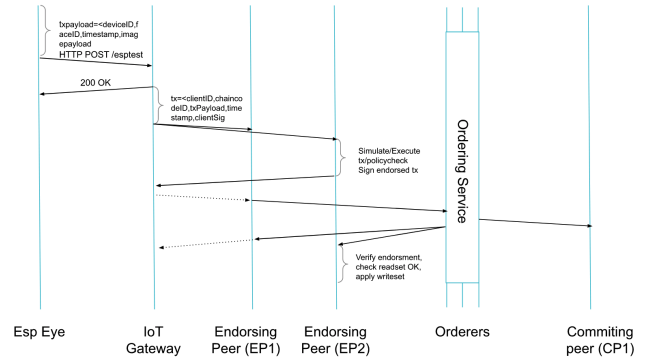 txpayload=<deviceID,f
aceID,timestamp,imag
epayload
HTTP POST /esptest
200 OK
tx=<clientID,chainco
deID,txPayload,time
stamp,clientSig
Simulate/Execute
tx/policycheck
Sign endorsed tx
Ordering Service
Verify endorsment,
check readset OK,
apply writeset
Esp Eye
IoT
Gateway
Endorsing
Peer (EP1)
Endorsing
Peer (EP2)
Orderers
Commiting
peer (CP1)